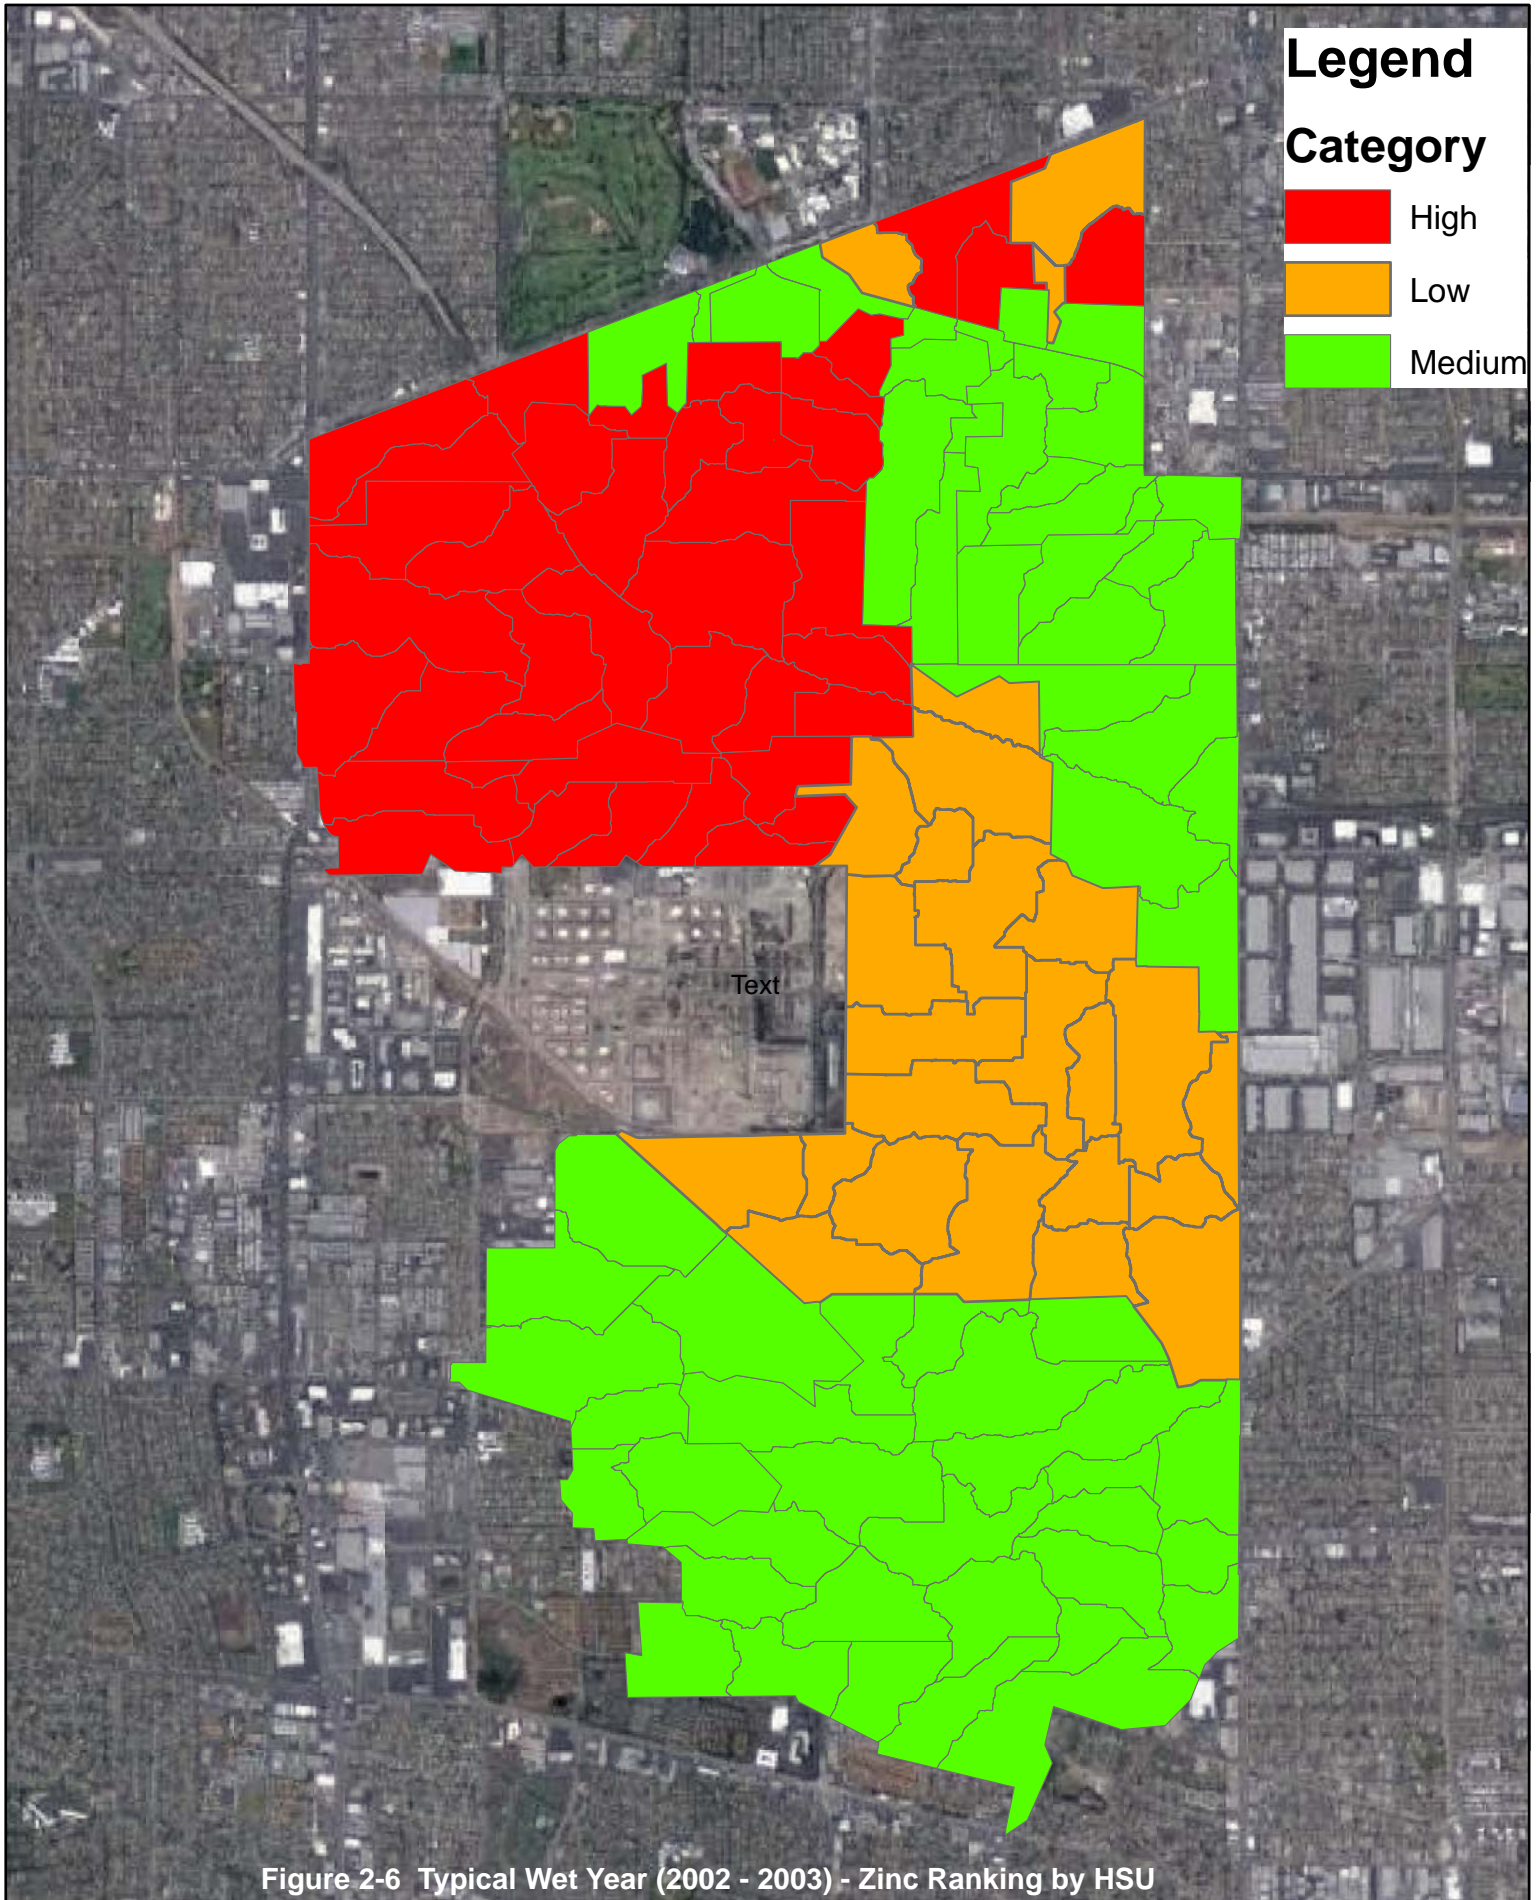 Legend
Category
High
Low
Medium
Text
Figure 2-6 Typical Wet Year (2002 - 2003) - Zinc Ranking by HSU